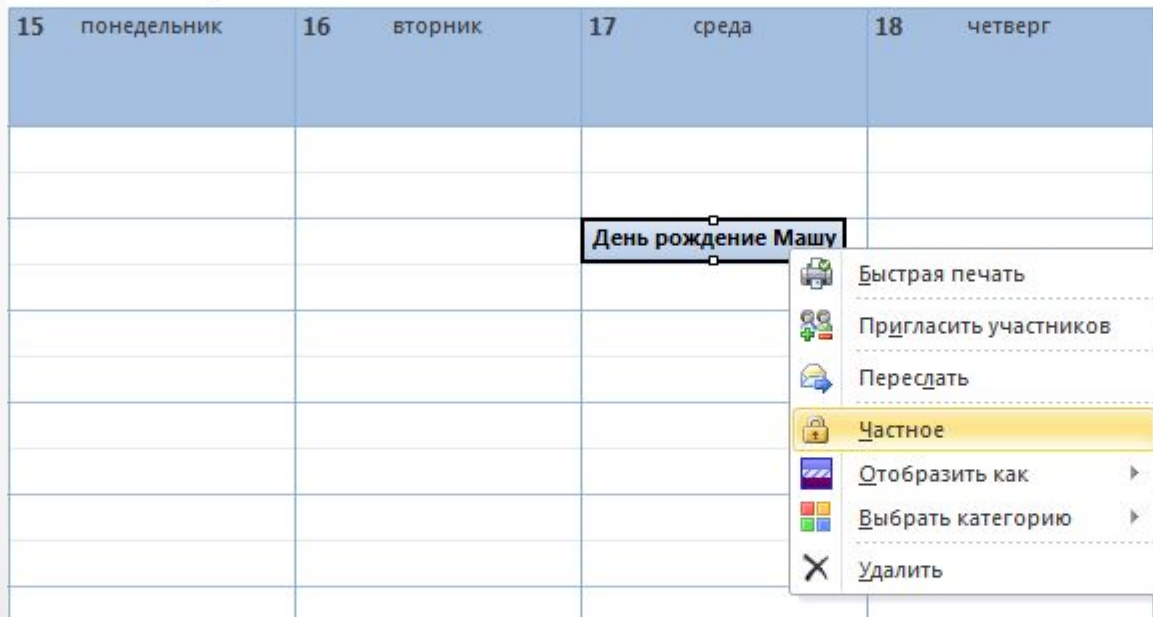 15 понедельник
16 вторник
17 среда
18 четверг
День рождение Машу
Быстрая печать
Пригласить участников
Переслать
Частное
Отобразить как
Выбрать категорию
Удалить